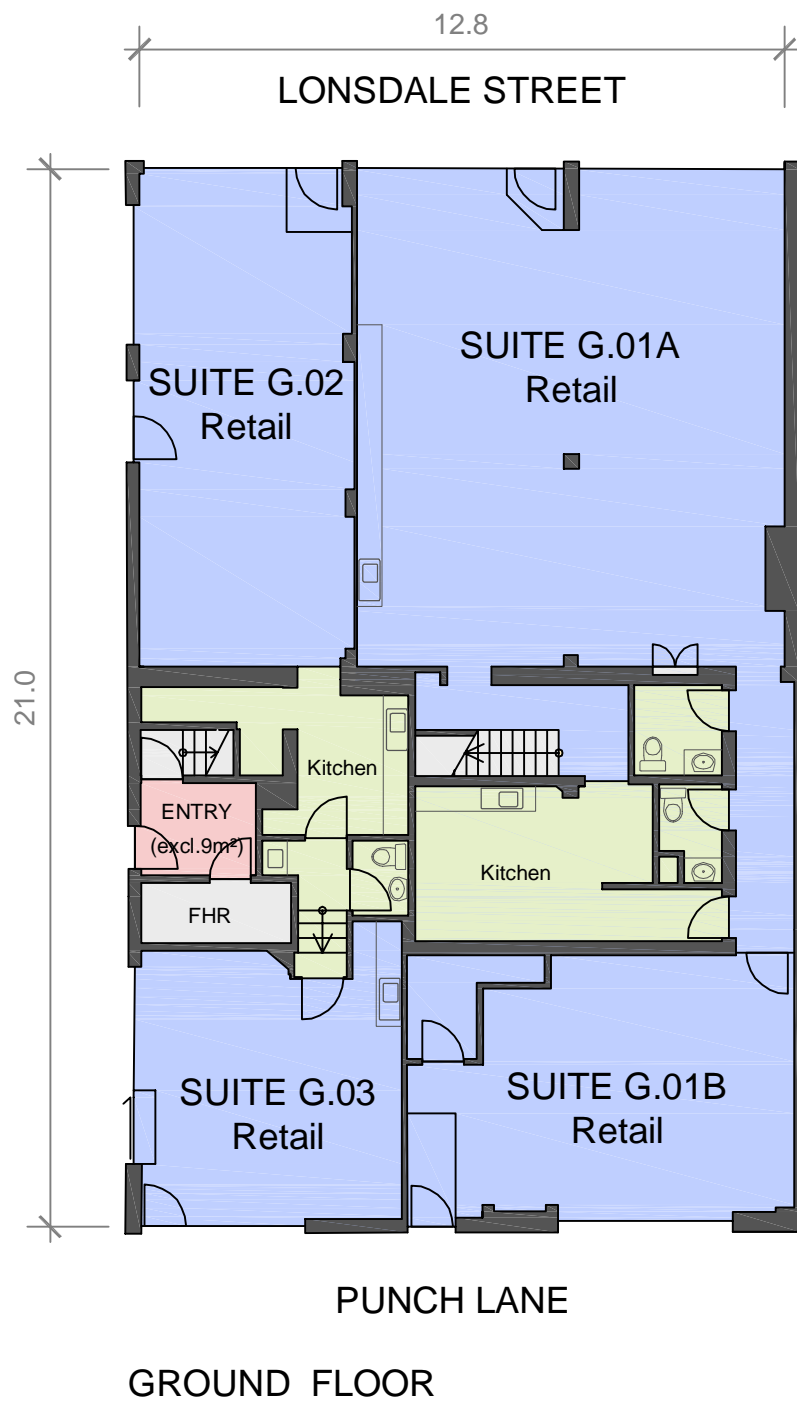 12.8
LONSDALE STREET
21.0
SUITE G.02
Retail
SUITE G.01A
Retail
Kitchen
ENTRY
(excl.9m²)
FHR
Kitchen
SUITE G.03
Retail
SUITE G.01B
Retail
PUNCH LANE
GROUND FLOOR